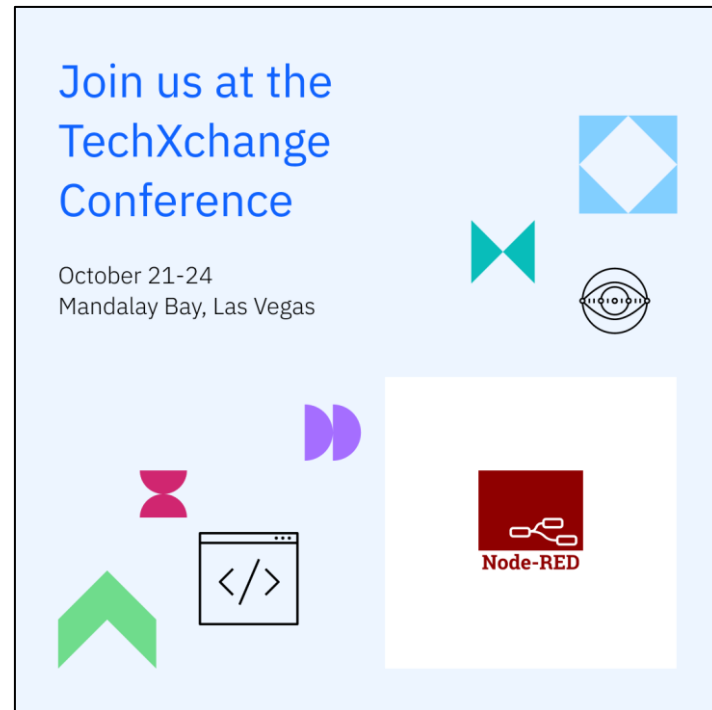 Join us at the
TechXchange
Conference
October 21-24
Mandalay Bay, Las Vegas
</>
Node-RED